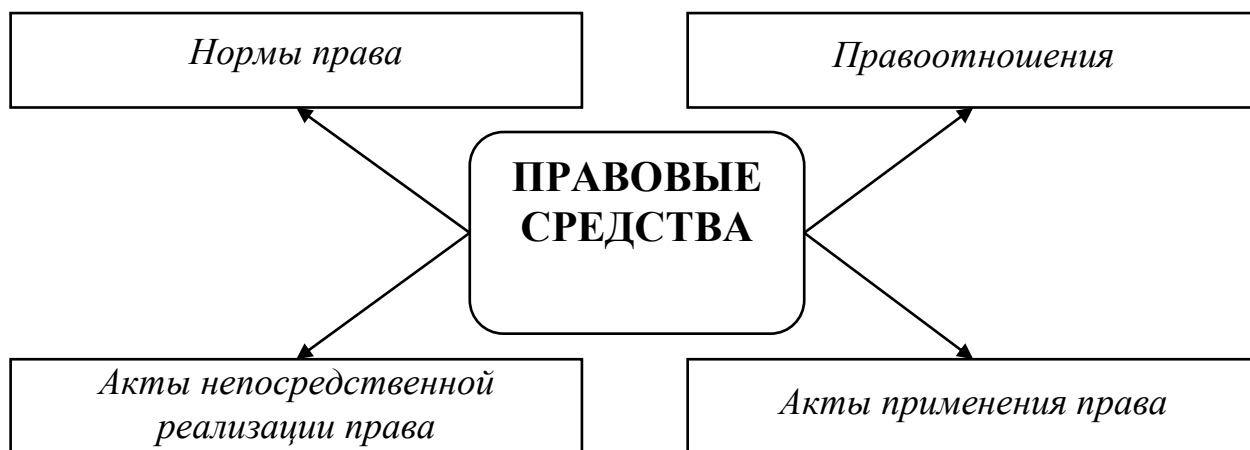 Нормы права
Правоотношения
ПРАВОВЫЕ
СРЕДСТВА
Акты непосредственной
реализации права
Акты применения права